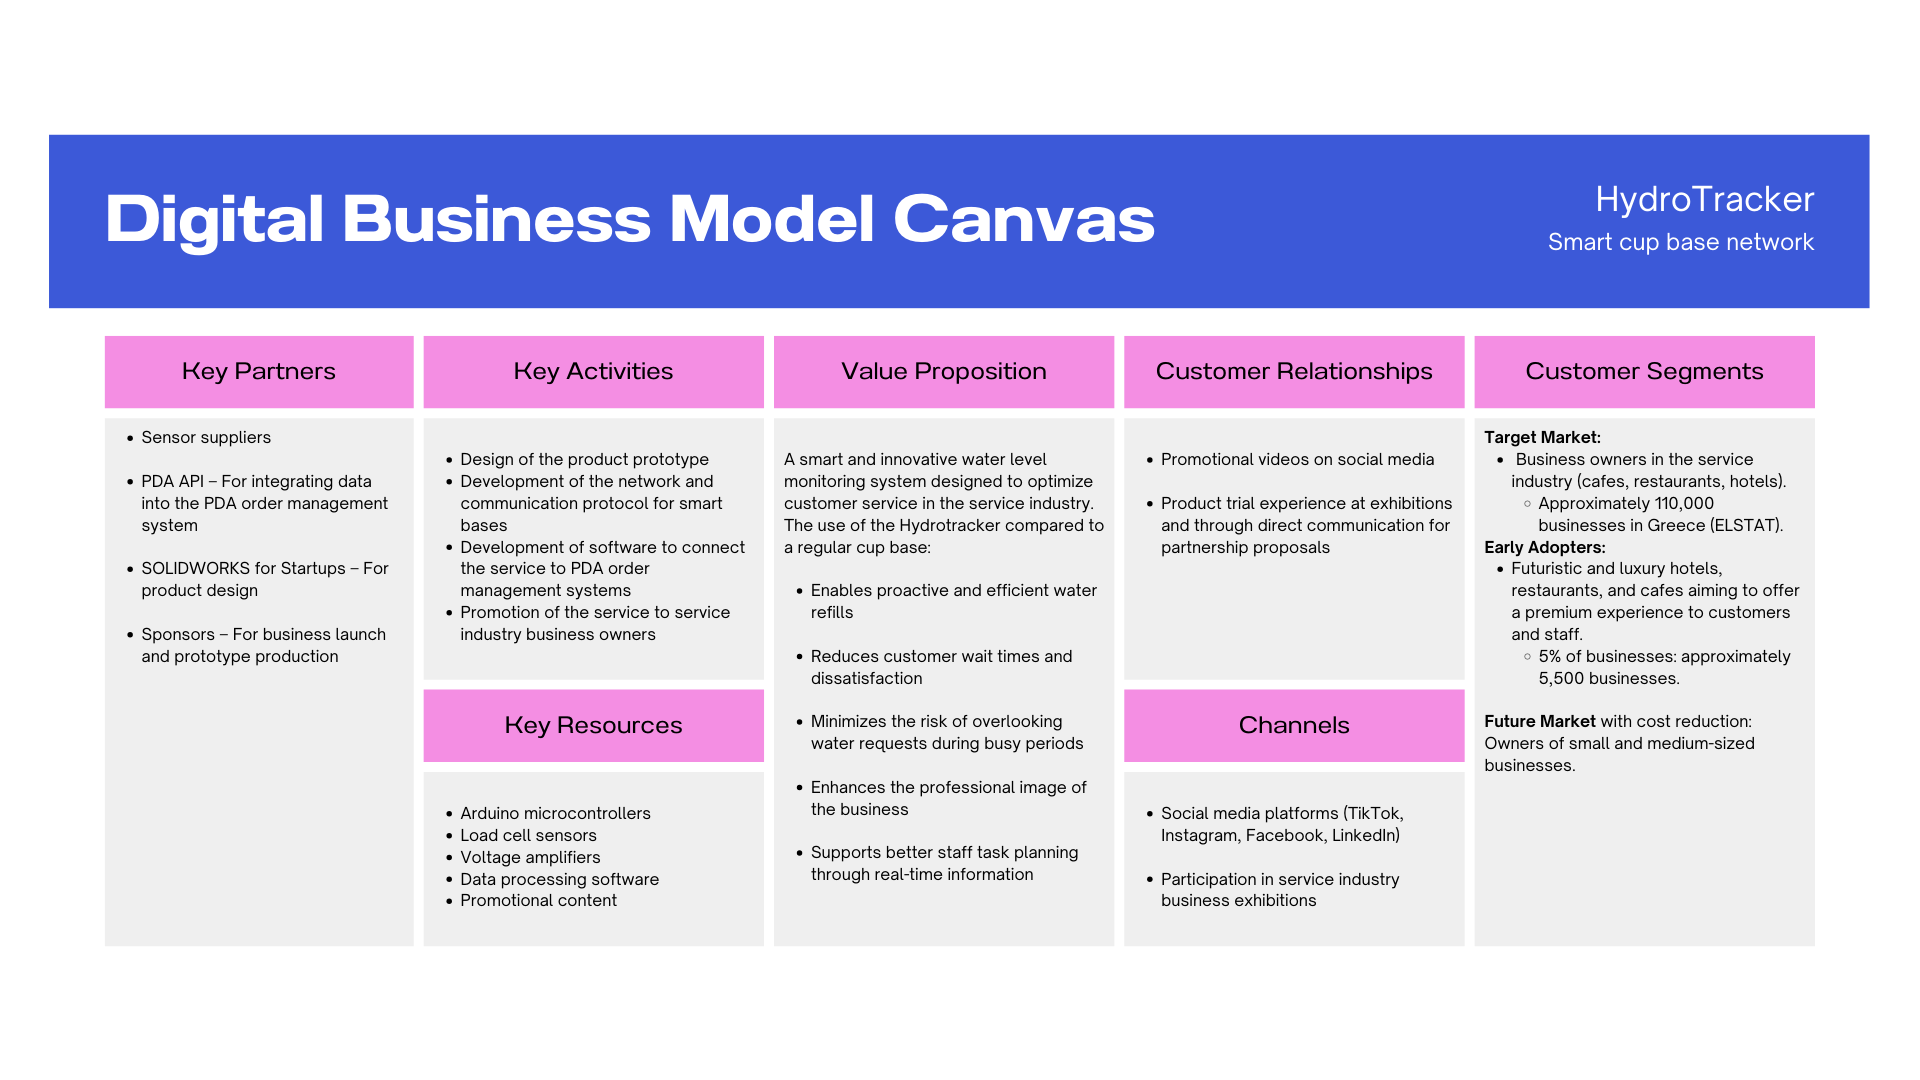 Digital Business Model Canvas
HydroTracker
Smart cup base network
Key Partners
• Sensor suppliers
• PDA API – For integrating data
into the PDA order management
system
• SOLIDWORKS for Startups – For
product design
• Sponsors – For business launch
and prototype production
Key Activities
• Design of the product prototype
• Development of the network and
communication protocol for smart
bases
• Development of software to connect
the service to PDA order
management systems
• Promotion of the service to service
industry business owners
Key Resources
• Arduino microcontrollers
• Load cell sensors
• Voltage amplifiers
• Data processing software
• Promotional content
Value Proposition
A smart and innovative water level
monitoring system designed to optimize
customer service in the service industry.
The use of the Hydrotracker compared to
a regular cup base:
• Enables proactive and efficient water
refills
• Reduces customer wait times and
dissatisfaction
• Minimizes the risk of overlooking
water requests during busy periods
• Enhances the professional image of
the business
• Supports better staff task planning
through real-time information
Customer Relationships
• Promotional videos on social media
• Product trial experience at exhibitions
and through direct communication for
partnership proposals
Channels
• Social media platforms (TikTok,
Instagram, Facebook, LinkedIn)
• Participation in service industry
business exhibitions
Customer Segments
Target Market:
• Business owners in the service
industry (cafes, restaurants, hotels).
◦ Approximately 110,000
businesses in Greece (ELSTAT).
Early Adopters:
• Futuristic and luxury hotels,
restaurants, and cafes aiming to offer
a premium experience to customers
and staff.
◦ 5% of businesses: approximately
5,500 businesses.
Future Market with cost reduction:
Owners of small and medium-sized
businesses.